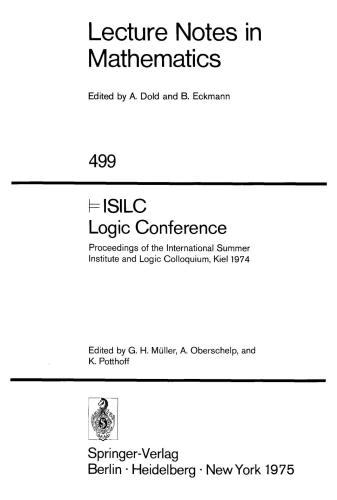 Lecture Notes in
Mathematics
Edited by A. Dold and B. Eckmann
499
⊨ISILC
Logic Conference
Proceedings of the International Summer
Institute and Logic Colloquium, Kiel 1974
Edited by G. H. Müller, A. Oberschelp, and
K. Potthoff
Springer-Verlag
Berlin · Heidelberg · New York 1975